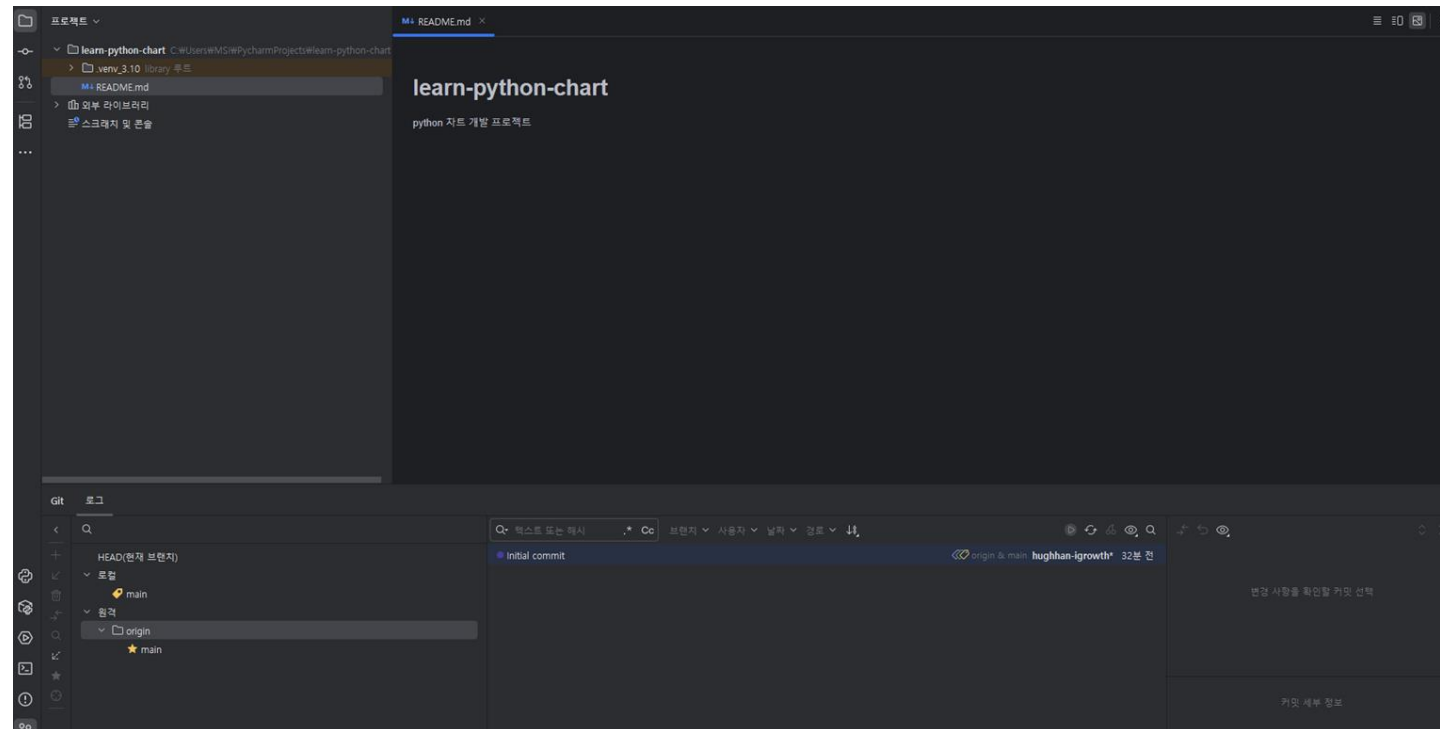 프로젝트
M↓ README.md ×
learn-python-chart C:₩Users₩MSI₩PycharmProjects₩learn-python-chart
.venv_3.10 library 루트
M↓ README.md
외부 라이브러리
스크래치 및 콘솔
learn-python-chart
python 차트 개발 프로젝트
Git 로그
텍스트 또는 해시 .* Cc 브랜치 사용자 날짜 경로
HEAD(현재 브랜치)
로컬
main
원격
origin
main
Initial commit origin & main hughhan-igrowth* 32분 전
변경 사항을 확인할 커밋 선택
커밋 세부 정보